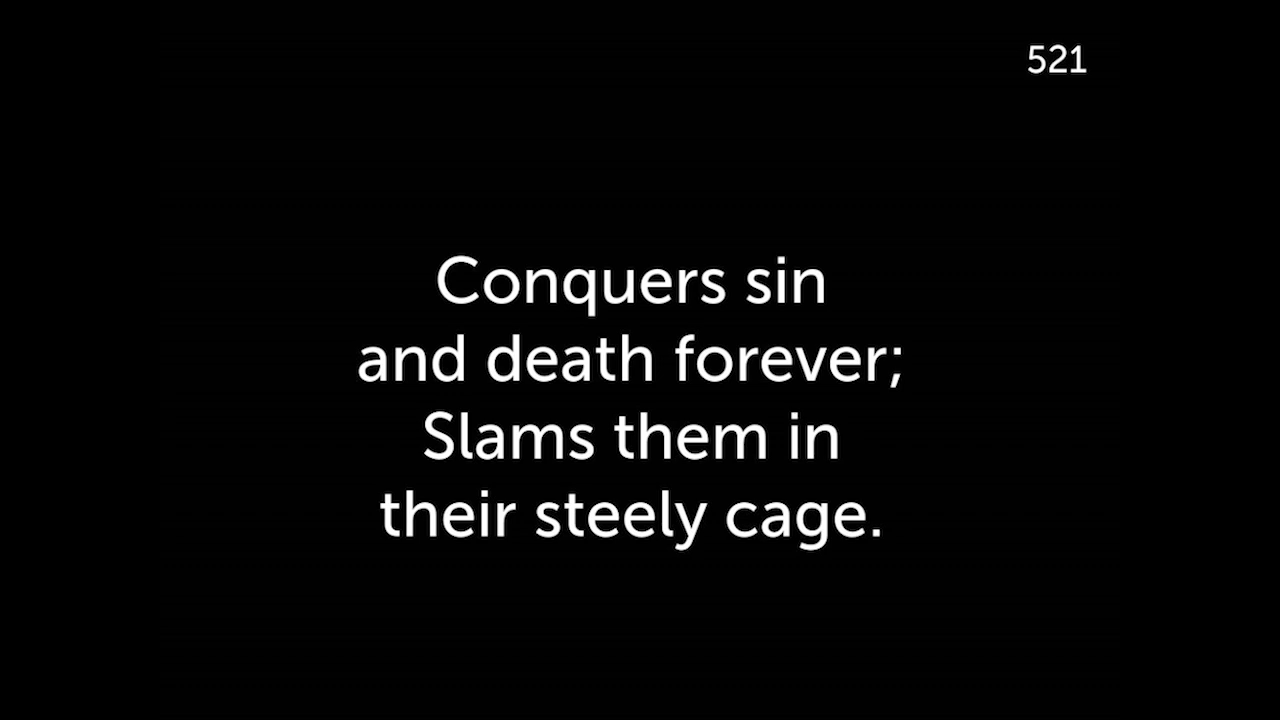 521
Conquers sin
and death forever;
Slams them in
their steely cage.